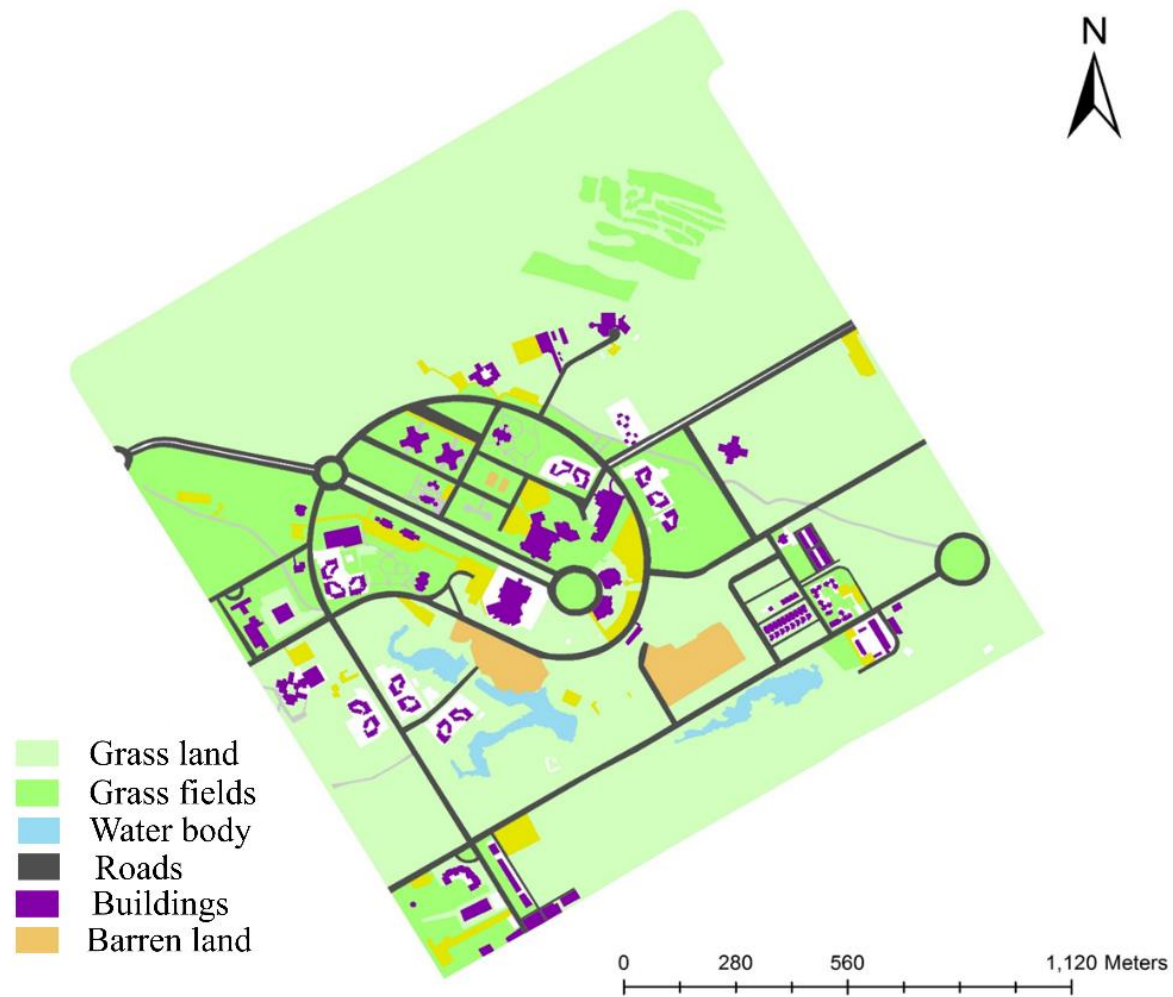 N
Grass land
Grass fields
Water body
Roads
Buildings
Barren land
0 280 560 1,120 Meters